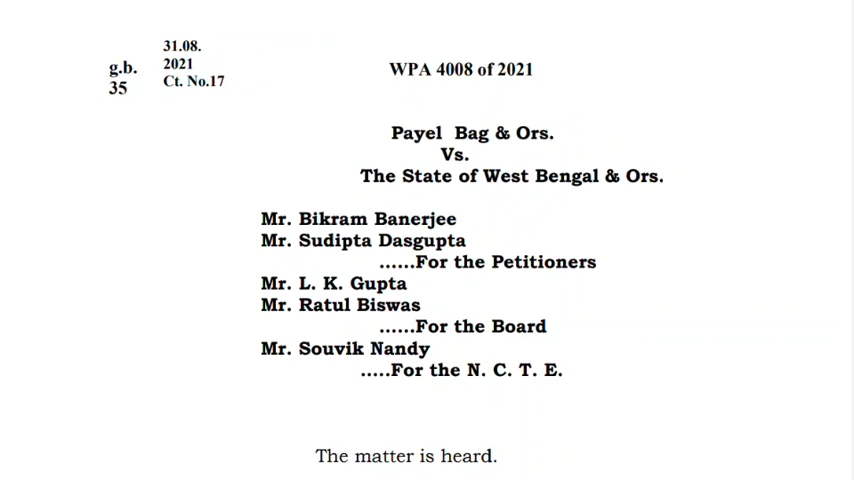 31.08.
g.b. 2021
35 Ct. No.17
WPA 4008 of 2021
Payel Bag & Ors.
Vs.
The State of West Bengal & Ors.
Mr. Bikram Banerjee
Mr. Sudipta Dasgupta
......For the Petitioners
Mr. L. K. Gupta
Mr. Ratul Biswas
......For the Board
Mr. Souvik Nandy
.....For the N. C. T. E.
The matter is heard.